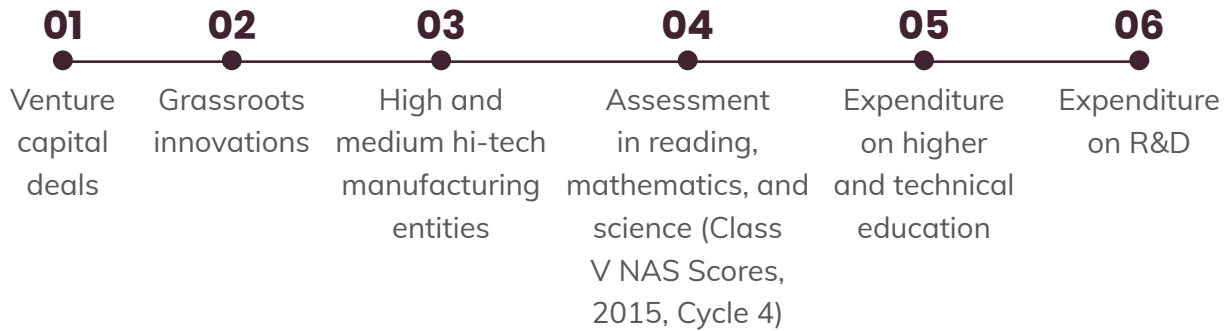 01
Venture
capital
deals
02
Grassroots
innovations
03
High and
medium hi-tech
manufacturing
entities
04
Assessment
in reading,
mathematics, and
science (Class
V NAS Scores,
2015, Cycle 4)
05
Expenditure
on higher
and technical
education
06
Expenditure
on R&D